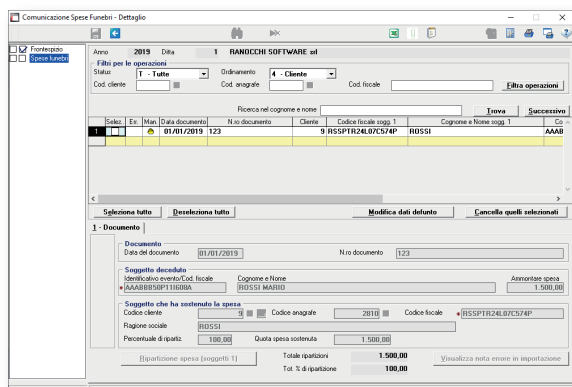 Comunicazione Spese Funebri - Dettaglio
Frontespizio
Spese funebri
Anno 2019 Ditta 1 RANOCCHI SOFTWARE srl
Filtri per le operazioni
Status T - Tutte Ordinamento 4 - Cliente
Cod. cliente Cod. anagrafe Cod. fiscale Filtra operazioni
Ricerca nel cognome e nome Trova Successivo
Selez. Err. Man. Data documento N.ro documento Cliente Codice fiscale sogg. 1 Cognome e Nome sogg. 1 Co
1 01/01/2019 123 9 RSSPTR24L07C574P ROSSI AAAB
Seleziona tutto Deseleziona tutto Modifica dati defunto Cancella quelli selezionati
1 - Documento
Documento
Data del documento 01/01/2019 N.ro documento 123
Soggetto deceduto
Identificativo evento/Cod. fiscale Cognome e Nome Ammontare spesa
* AAABBB50P11I608A ROSSI MARIO 1.500,00
Soggetto che ha sostenuto la spesa
Codice cliente 9 Codice anagrafe 2810 Codice fiscale * RSSPTR24L07C574P
Ragione sociale ROSSI
Percentuale di ripartiz. 100,00 Quota spesa sostenuta 1.500,00
Ripartizione spesa (soggetti 1) Totale ripartizioni 1.500,00 Visualizza nota errore in importazione
Tot. % di ripartizione 100,00